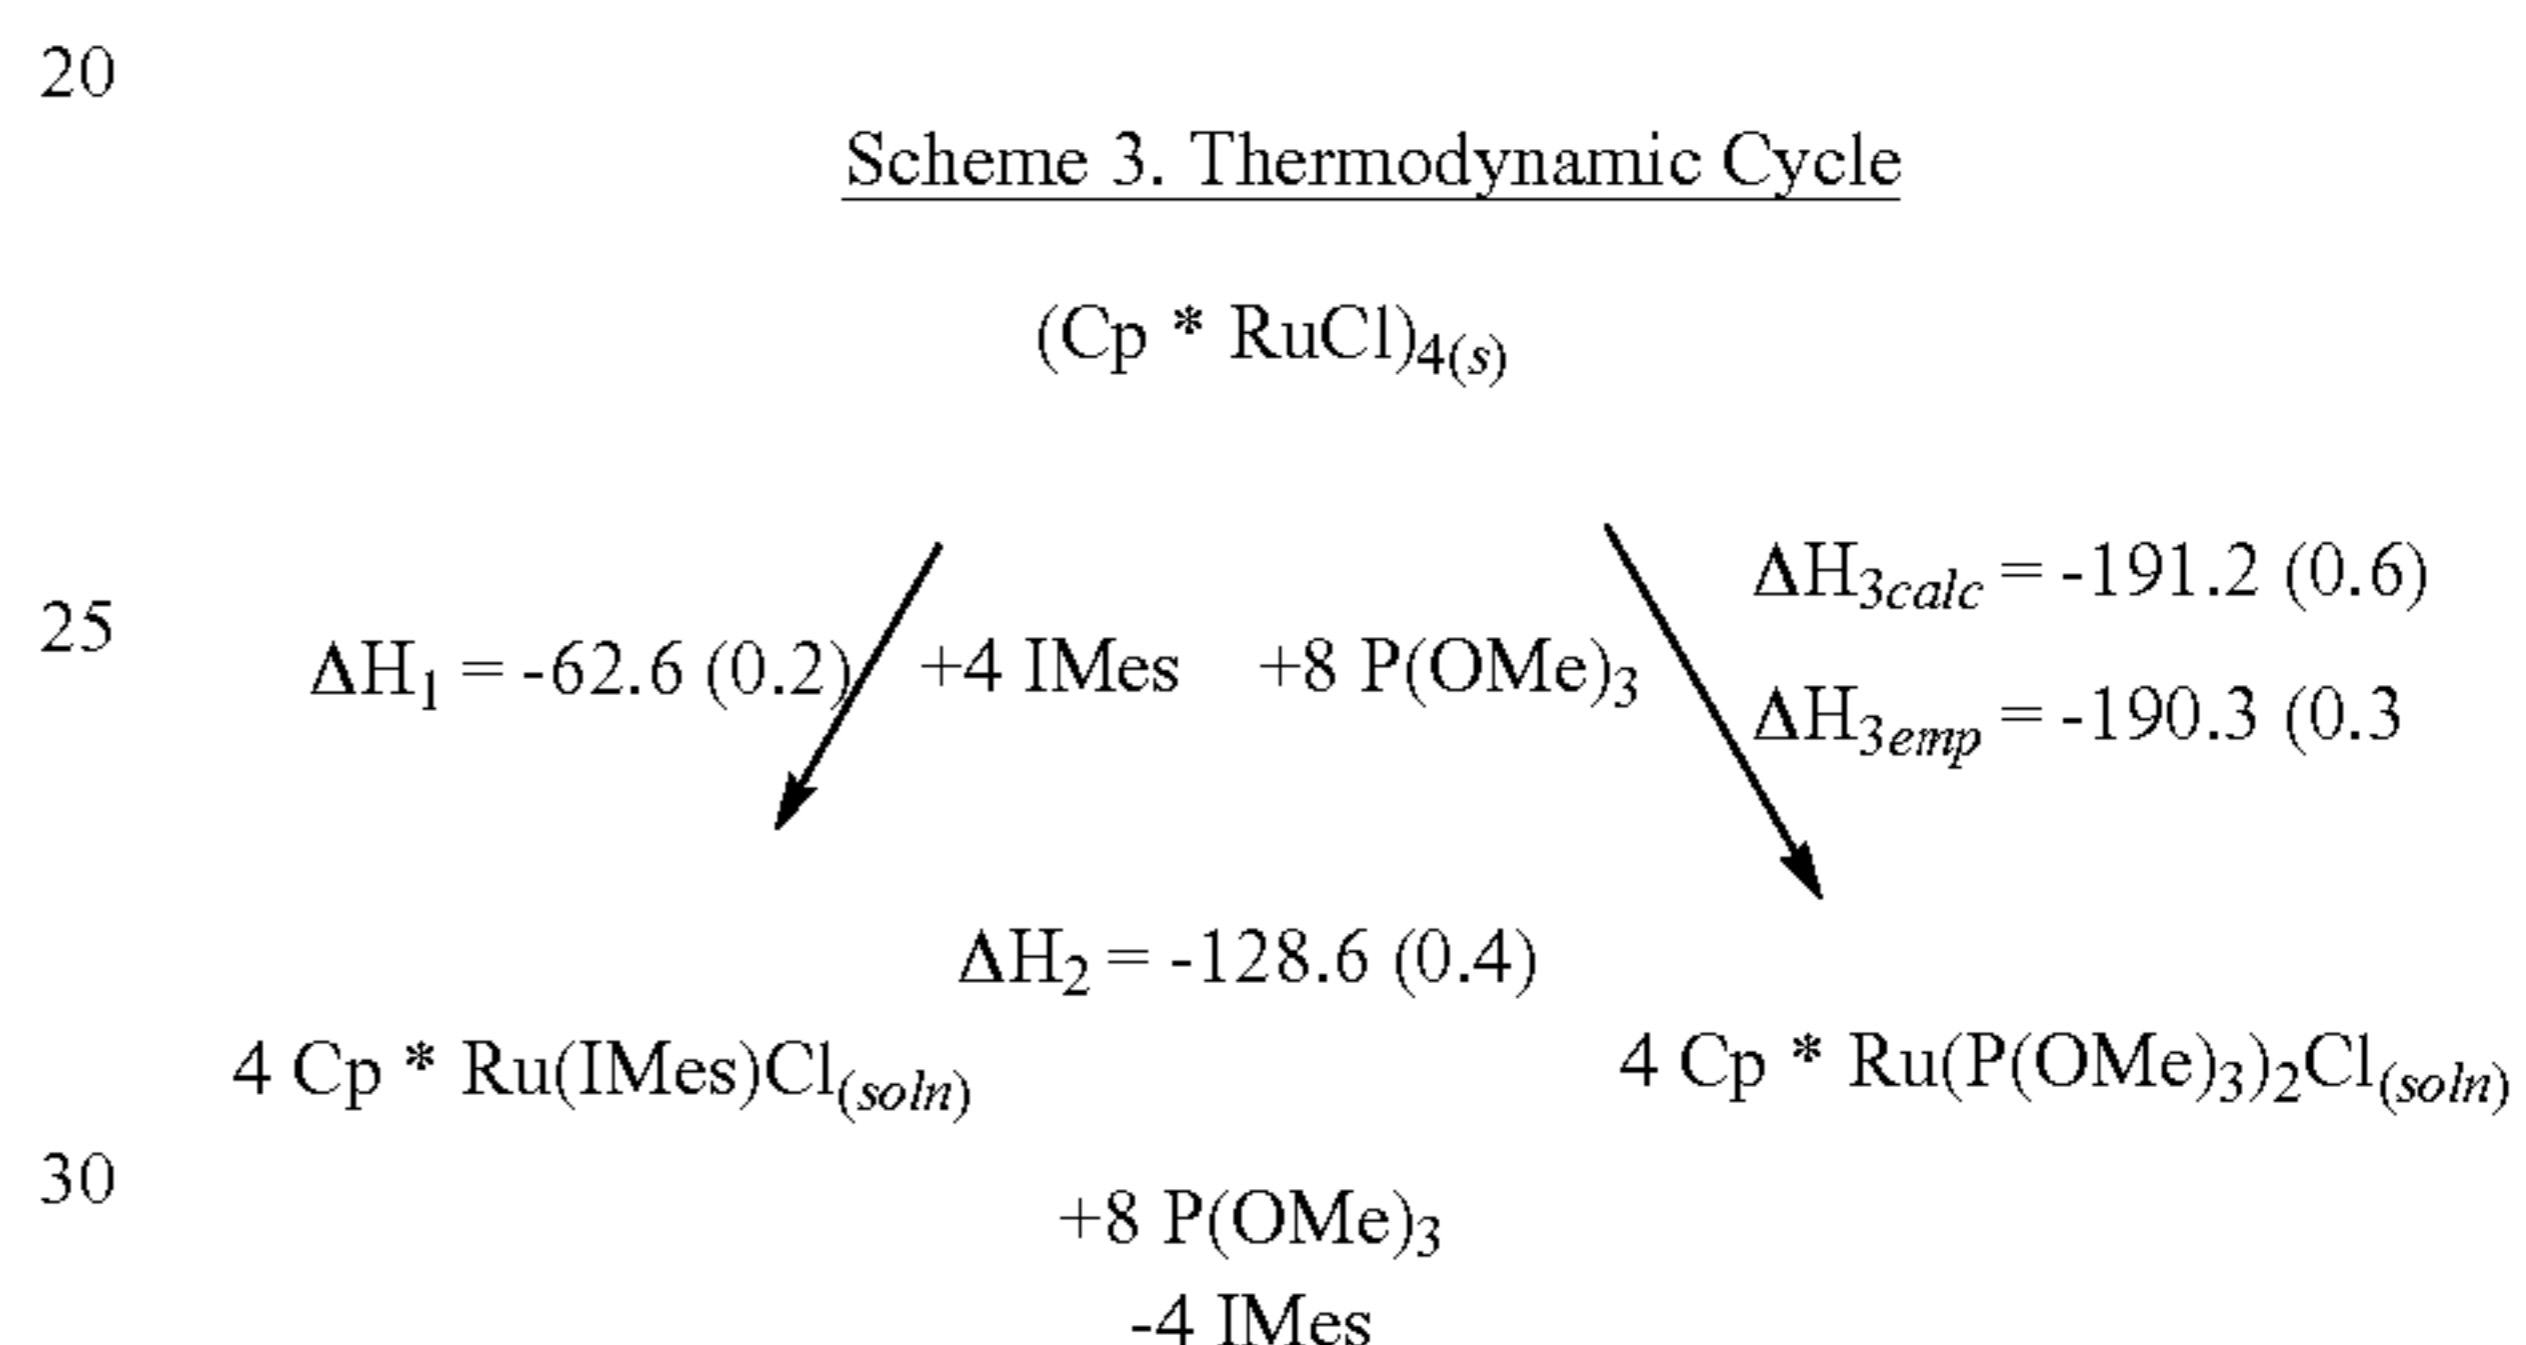 20
Scheme 3. Thermodynamic Cycle
(Cp * RuCl)4(s)
ΔH3calc = -191.2 (0.6)
25
ΔH1 = -62.6 (0.2) +4 IMes +8 P(OMe)3
ΔH3emp = -190.3 (0.3
ΔH2 = -128.6 (0.4)
4 Cp * Ru(IMes)Cl(soln) 4 Cp * Ru(P(OMe)3)2Cl(soln)
30
+8 P(OMe)3
-4 IMes